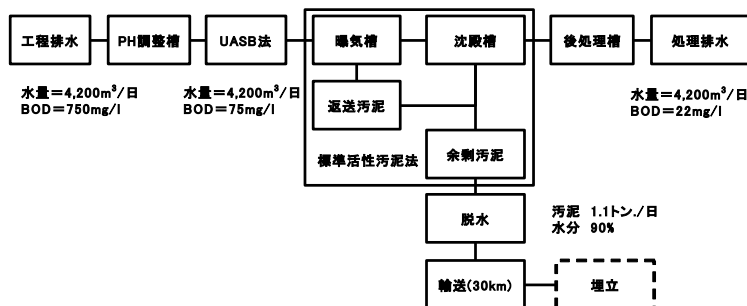 工程排水
PH調整槽
UASB法
曝気槽
沈殿槽
後処理槽
処理排水
水量=4,200m³/日
BOD=750mg/l
水量=4,200m³/日
BOD=75mg/l
水量=4,200m³/日
BOD=22mg/l
返送汚泥
標準活性汚泥法
余剰汚泥
脱水
汚泥 1.1トン./日
水分 90%
輸送(30km)
埋立